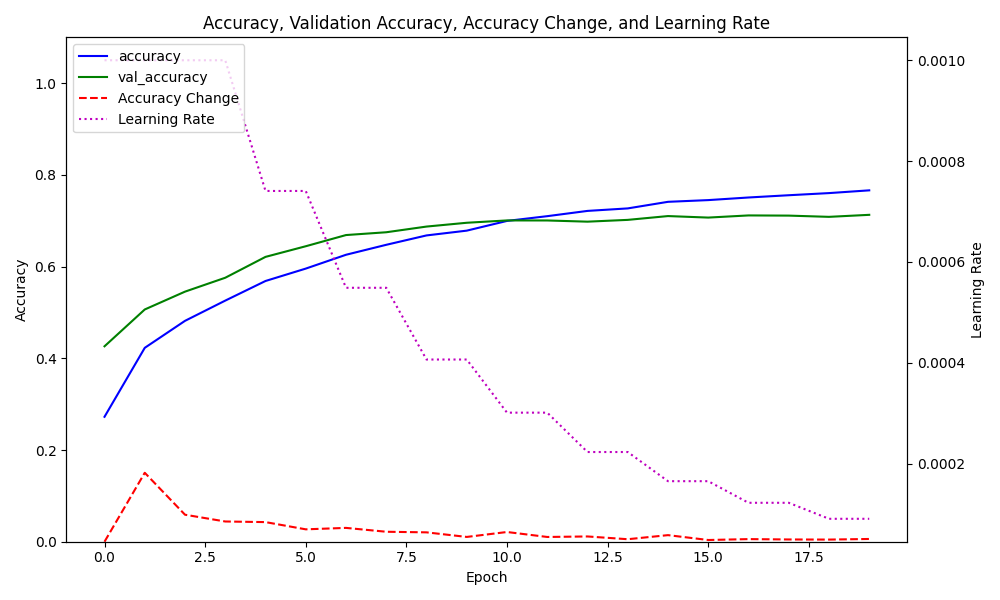 Accuracy, Validation Accuracy, Accuracy Change, and Learning Rate
accuracy
val_accuracy
Accuracy Change
Learning Rate
1.0
0.8
0.6
0.4
0.2
0.0
Accuracy
0.0010
0.0008
0.0006
0.0004
0.0002
Learning Rate
0.0 2.5 5.0 7.5 10.0 12.5 15.0 17.5
Epoch